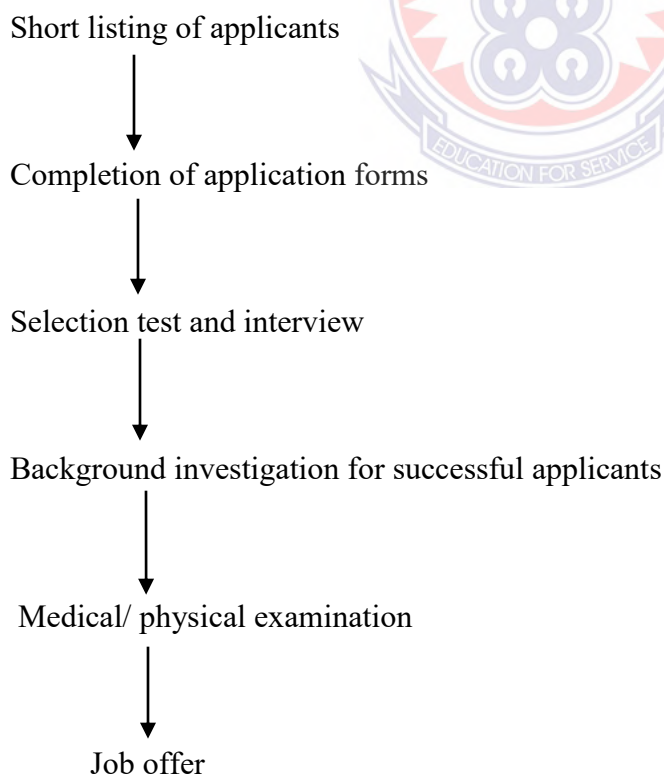 Short listing of applicants
EDUCATION FOR SERVICE
Completion of application forms
Selection test and interview
Background investigation for successful applicants
Medical/ physical examination
Job offer